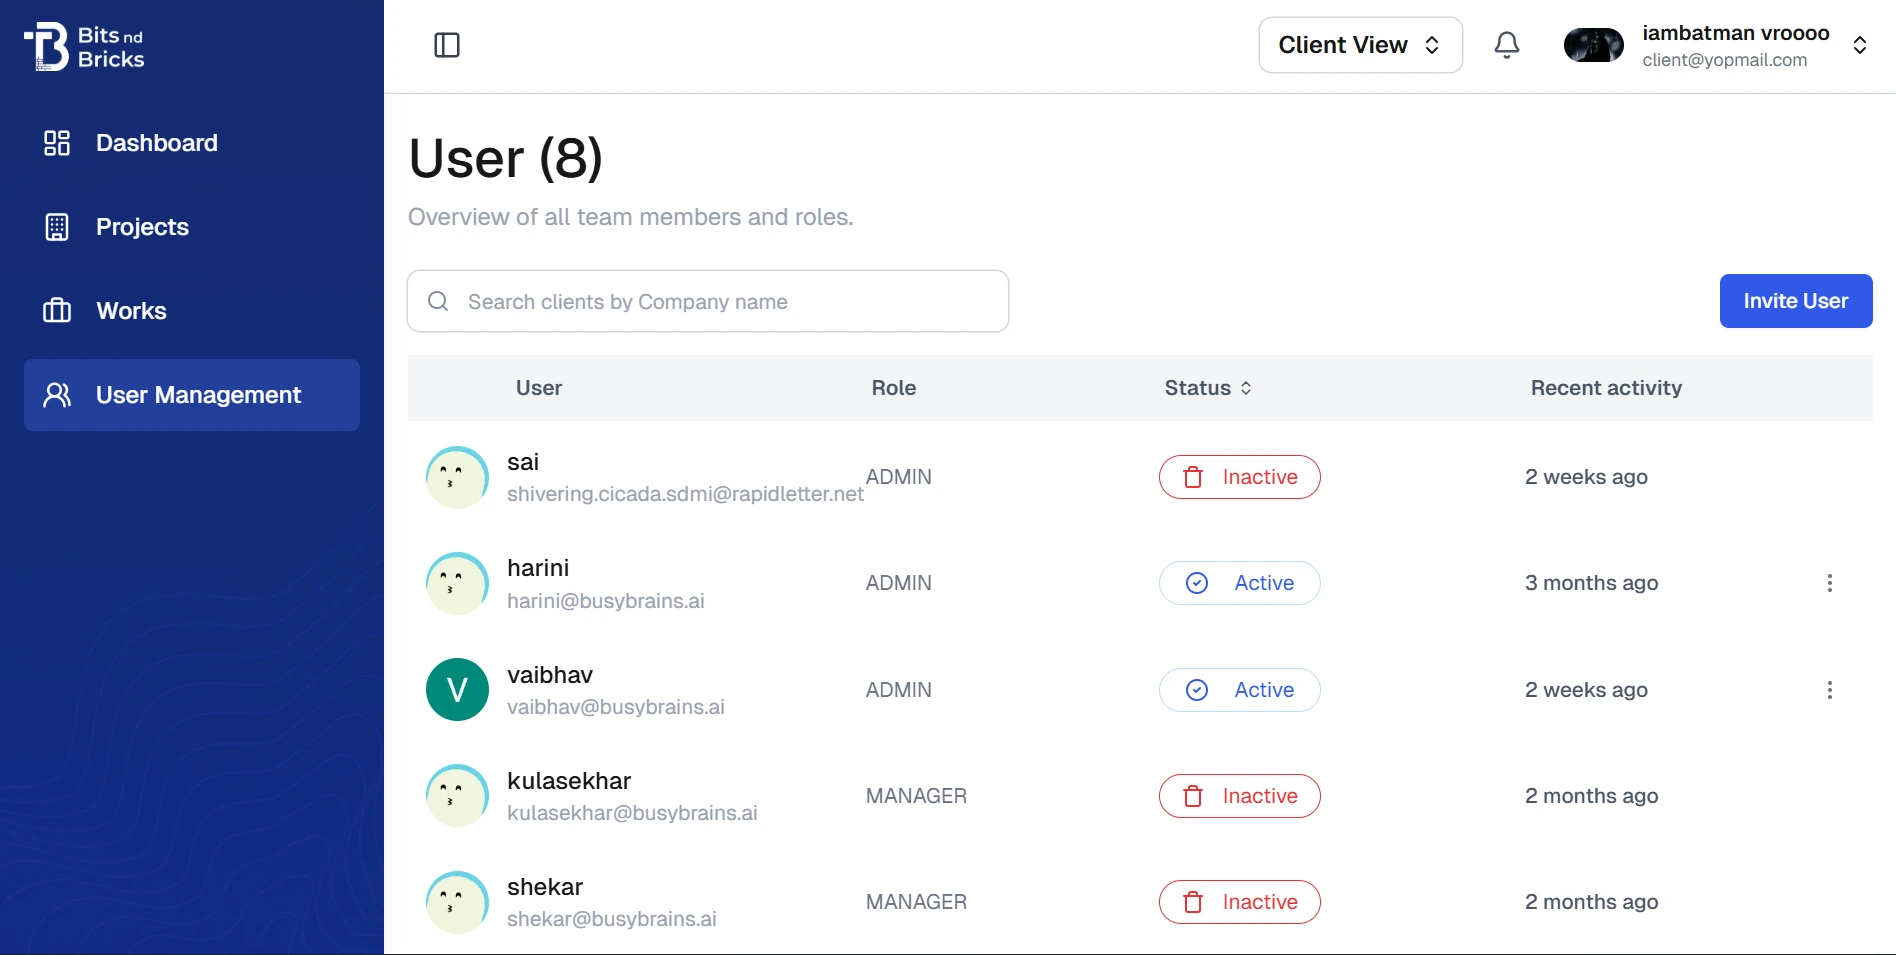 Bits nd
Bricks
Dashboard
Projects
Works
User Management
Client View
iambatman vroooo
client@yopmail.com
User (8)
Overview of all team members and roles.
Search clients by Company name
Invite User
User Role Status Recent activity
sai
shivering.cicada.sdmi@rapidletter.net
ADMIN Inactive 2 weeks ago
harini
harini@busybrains.ai
ADMIN Active 3 months ago
V
vaibhav
vaibhav@busybrains.ai
ADMIN Active 2 weeks ago
kulasekhar
kulasekhar@busybrains.ai
MANAGER Inactive 2 months ago
shekar
shekar@busybrains.ai
MANAGER Inactive 2 months ago